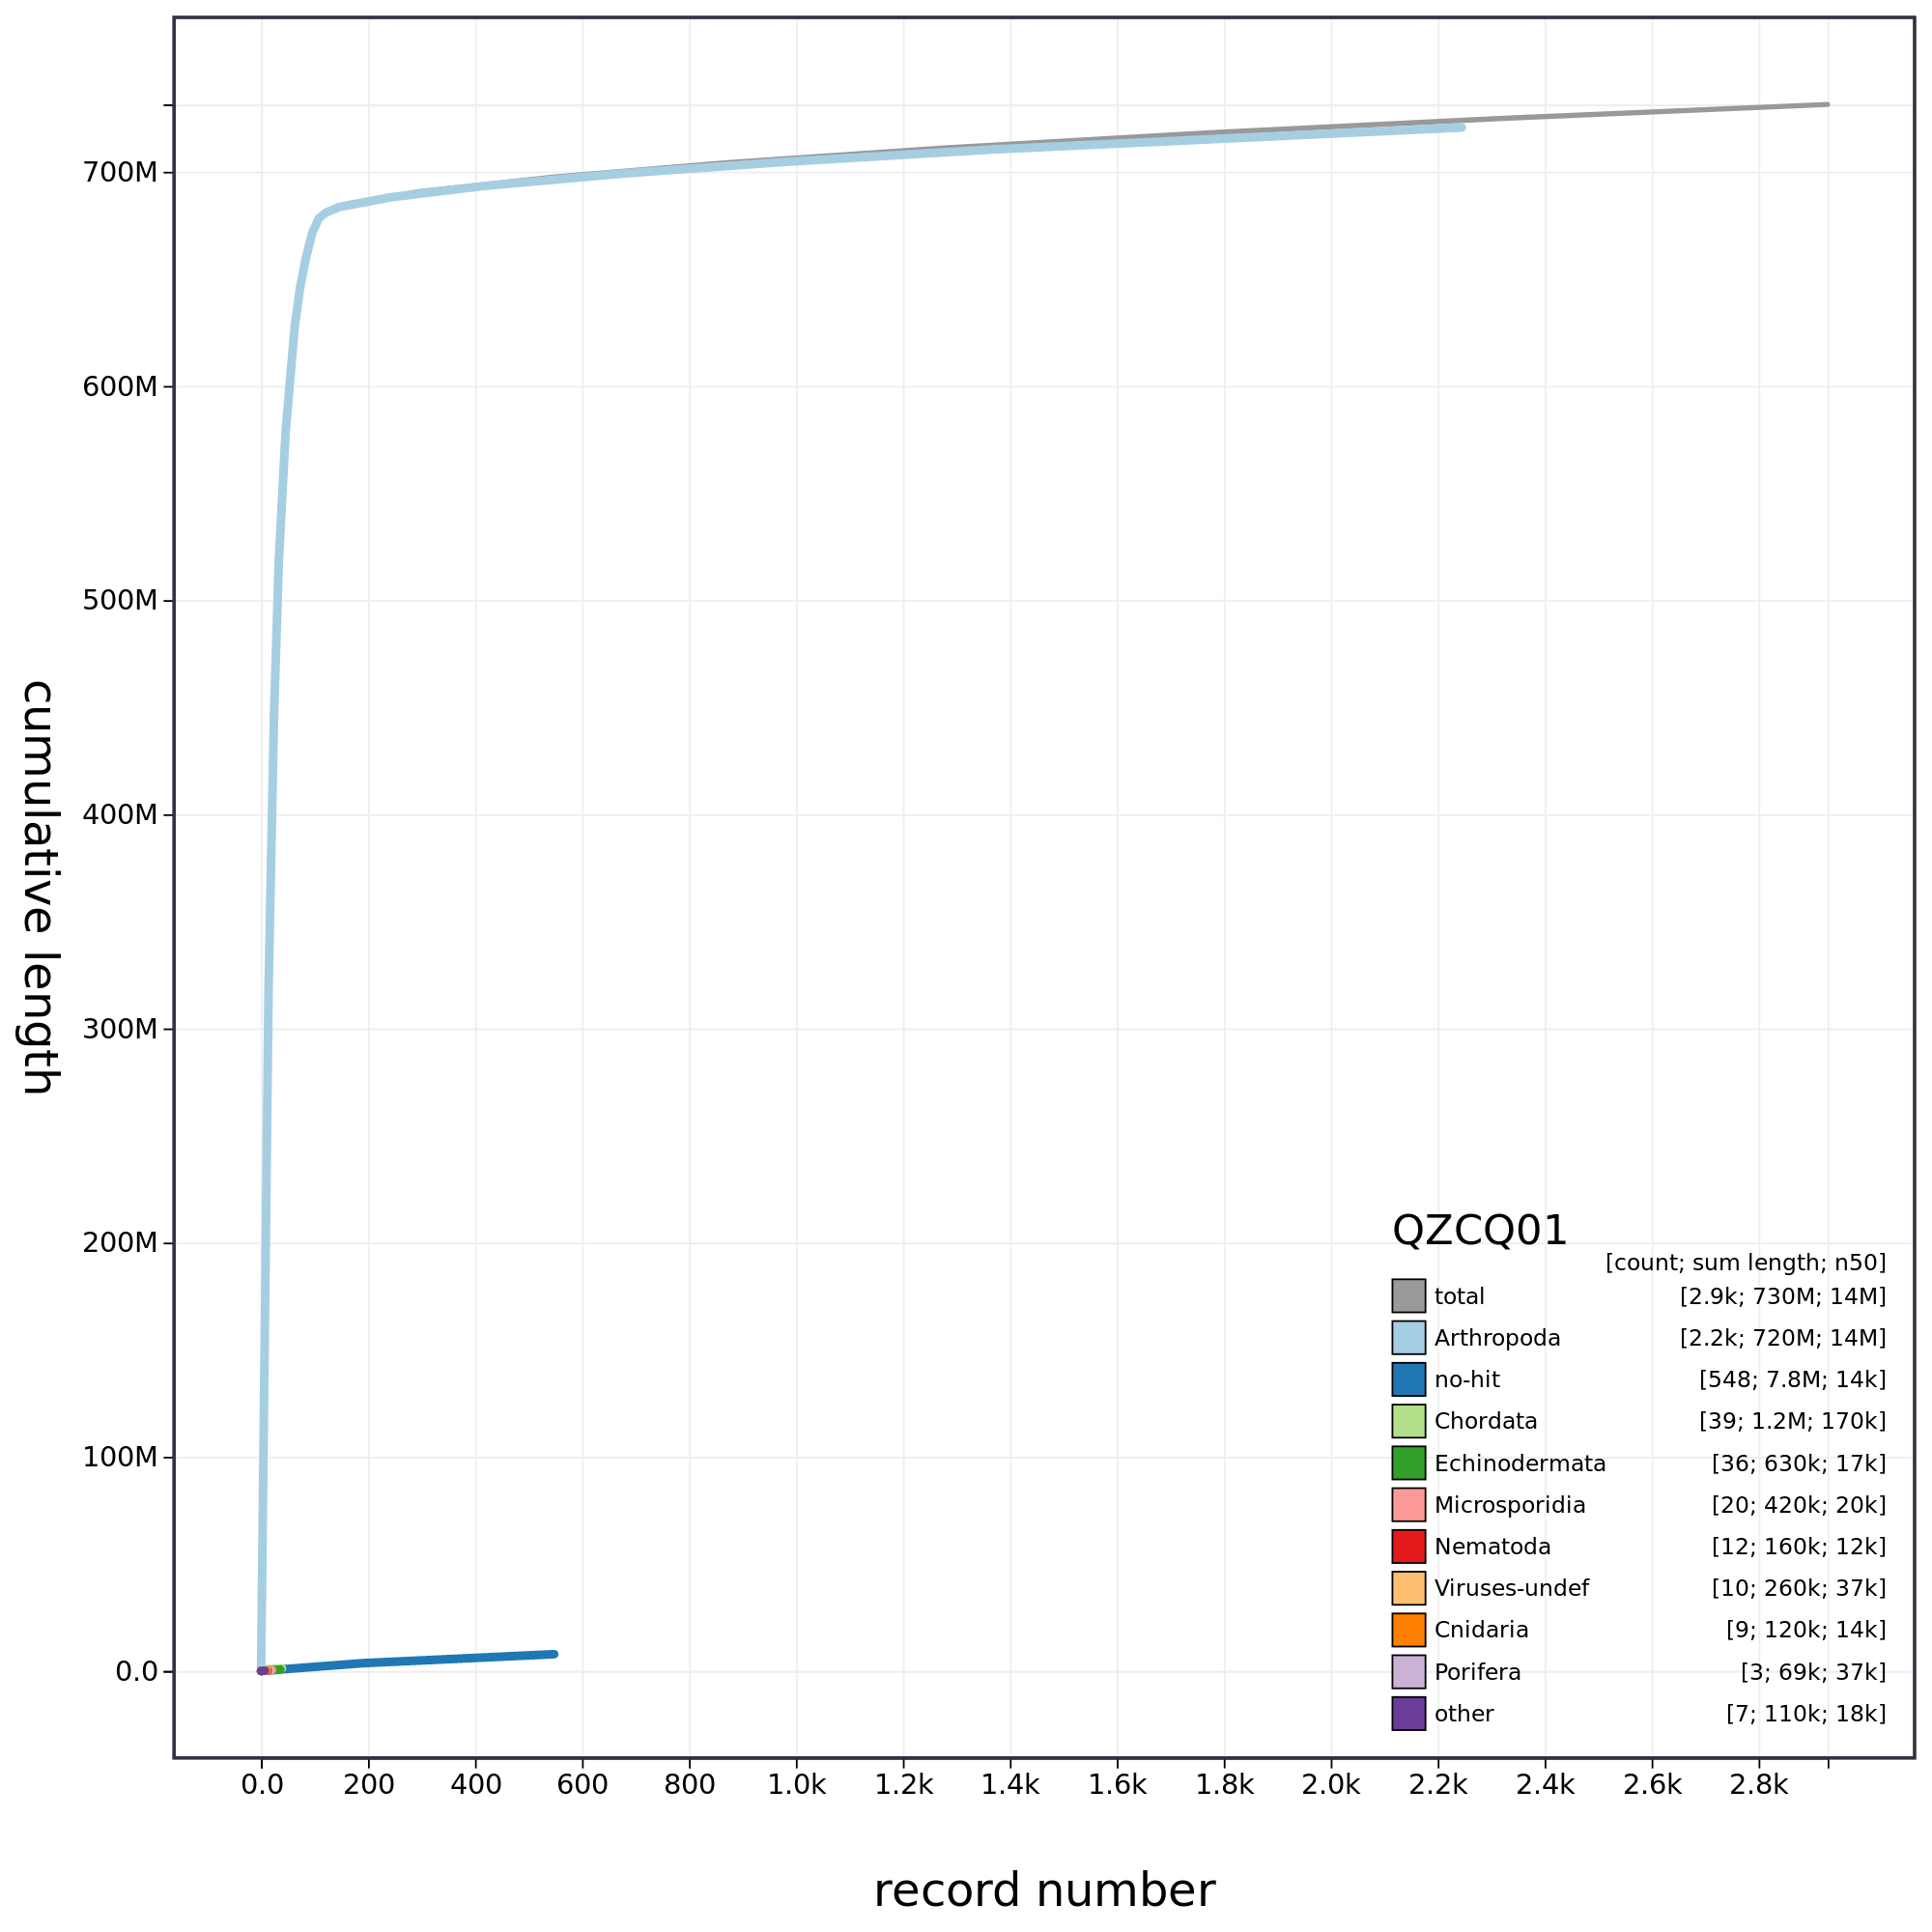 700M
600M
500M
400M
300M
200M
100M
0.0
cumulative length
QZCQ01
[count; sum length; n50]
total [2.9k; 730M; 14M]
Arthropoda [2.2k; 720M; 14M]
no-hit [548; 7.8M; 14k]
Chordata [39; 1.2M; 170k]
Echinodermata [36; 630k; 17k]
Microsporidia [20; 420k; 20k]
Nematoda [12; 160k; 12k]
Viruses-undef [10; 260k; 37k]
Cnidaria [9; 120k; 14k]
Porifera [3; 69k; 37k]
other [7; 110k; 18k]
0.0 200 400 600 800 1.0k 1.2k 1.4k 1.6k 1.8k 2.0k 2.2k 2.4k 2.6k 2.8k
record number